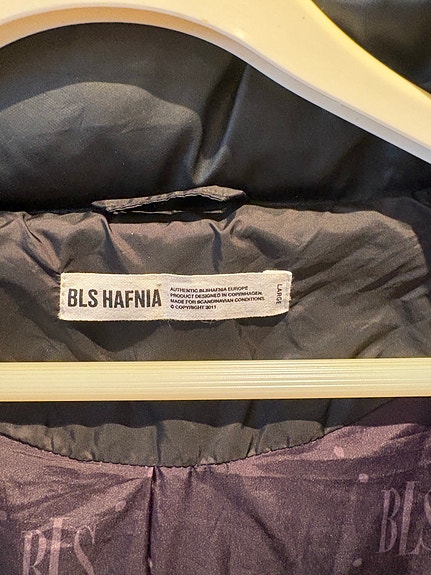 BLS HAFNIA
AUTHENTIC BLSHAFNIA EUROPE
PRODUCT DESIGNED IN COPENHAGEN.
MADE FOR SCANDINAVIAN CONDITIONS.
© COPYRIGHT 2011
LARGE
BLS
BLS